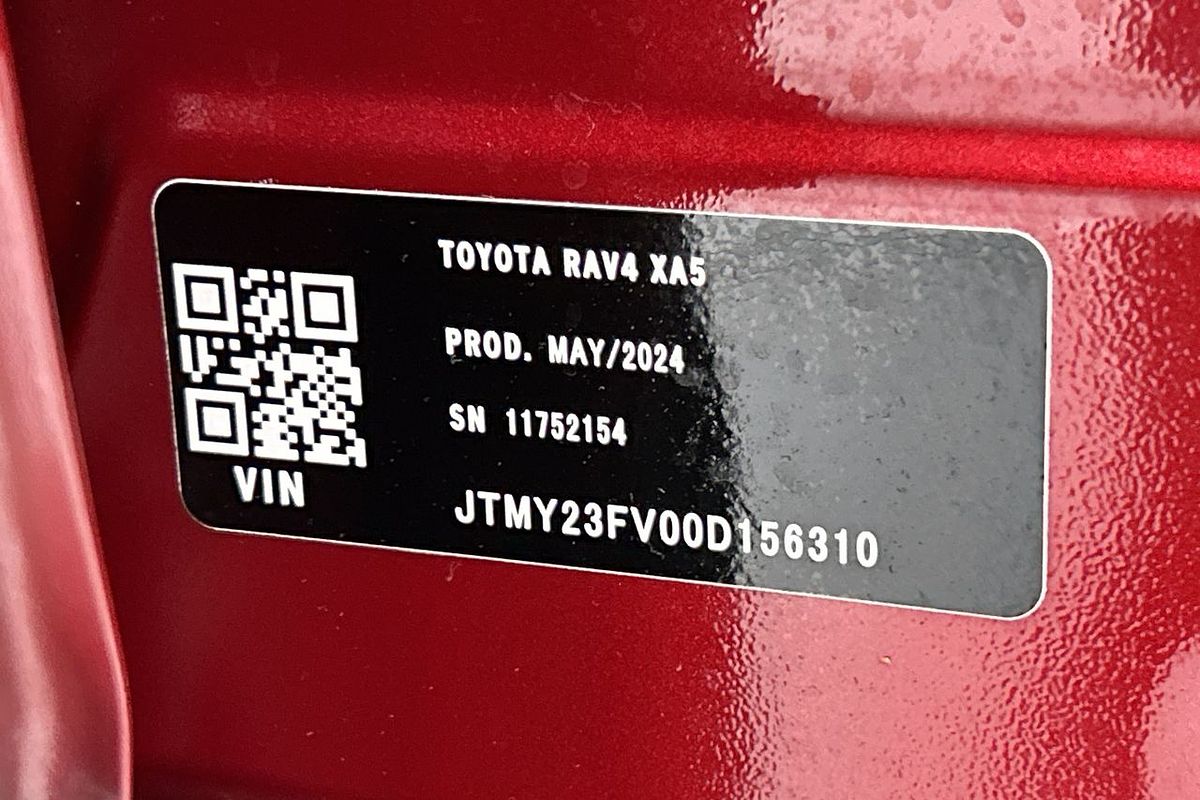 TOYOTA RAV4 XA5
PROD. MAY/2024
SN 11752154
VIN
JTMY23FV00D156310